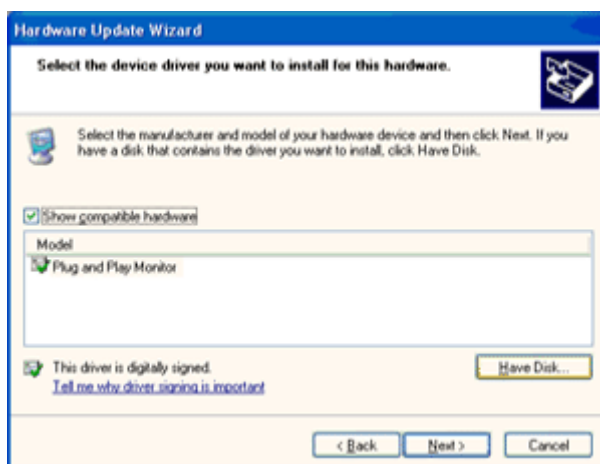 Hardware Update Wizard
Select the device driver you want to install for this hardware.
Select the manufacturer and model of your hardware device and then click Next. If you
have a disk that contains the driver you want to install, click Have Disk.
Show compatible hardware
Model
Plug and Play Monitor
This driver is digitally signed.
Have Disk...
Tell me why driver signing is important
< Back
Next >
Cancel